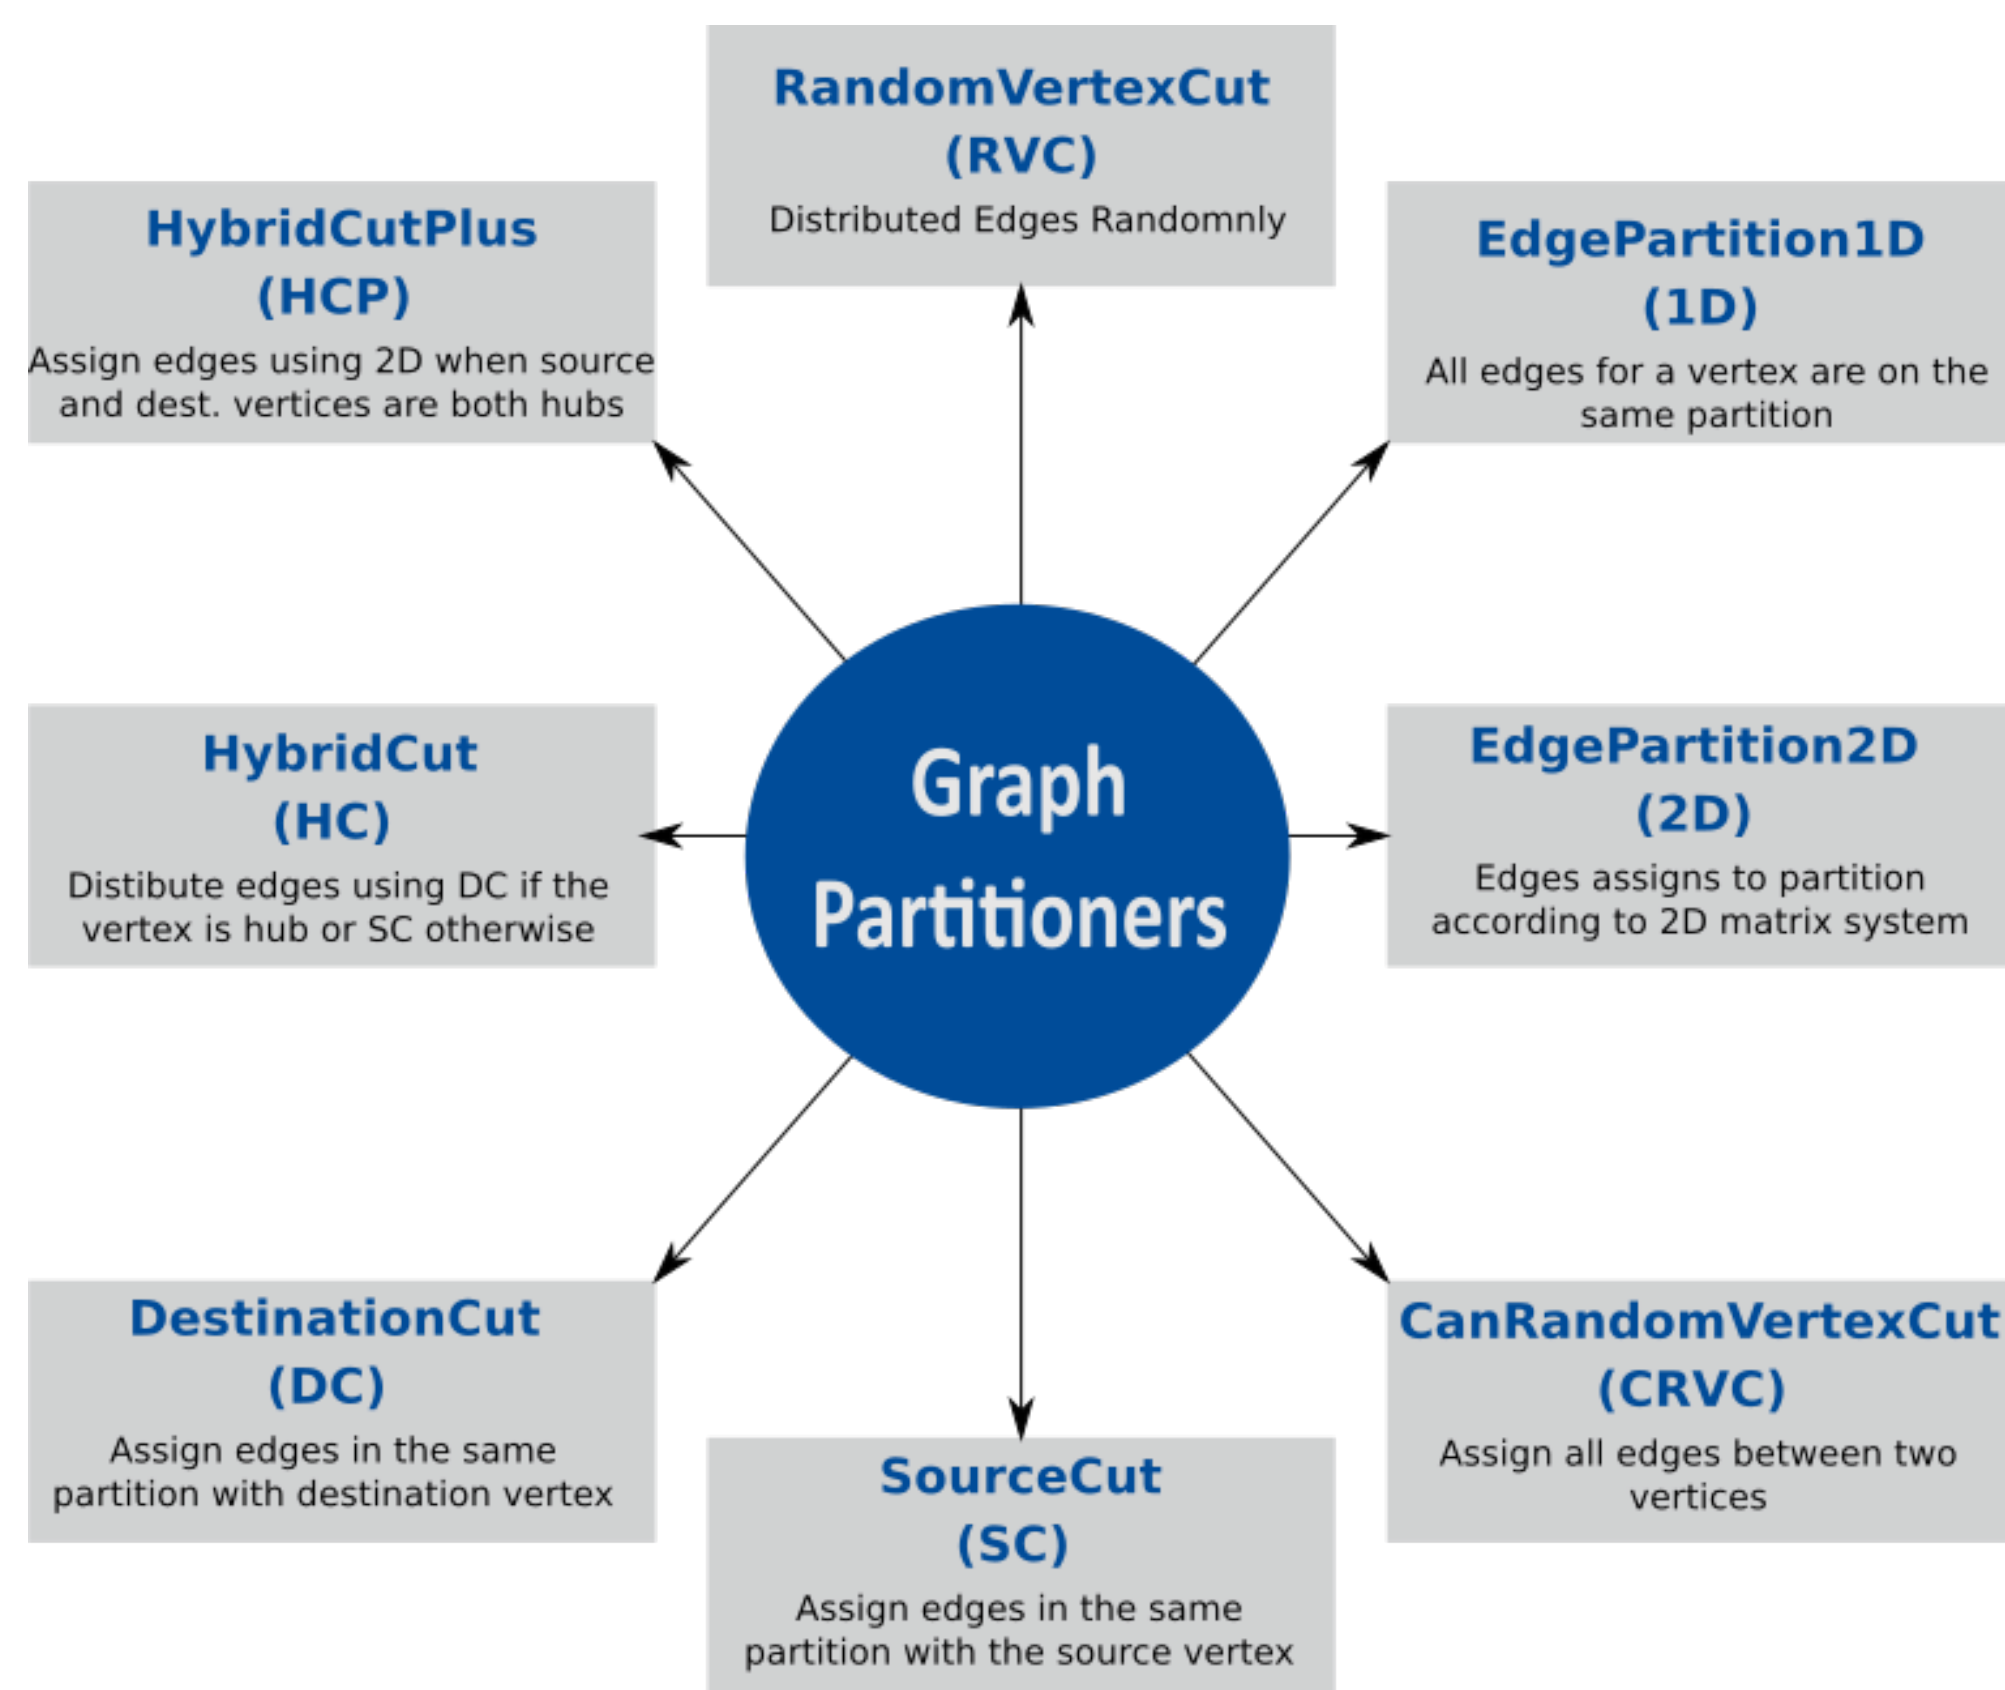 RandomVertexCut
(RVC)
Distributed Edges Randomnly
HybridCutPlus
(HCP)
Assign edges using 2D when source
and dest. vertices are both hubs
EdgePartition1D
(1D)
All edges for a vertex are on the
same partition
HybridCut
(HC)
Distibute edges using DC if the
vertex is hub or SC otherwise
Graph
Partitioners
EdgePartition2D
(2D)
Edges assigns to partition
according to 2D matrix system
DestinationCut
(DC)
Assign edges in the same
partition with destination vertex
SourceCut
(SC)
Assign edges in the same
partition with the source vertex
CanRandomVertexCut
(CRVC)
Assign all edges between two
vertices